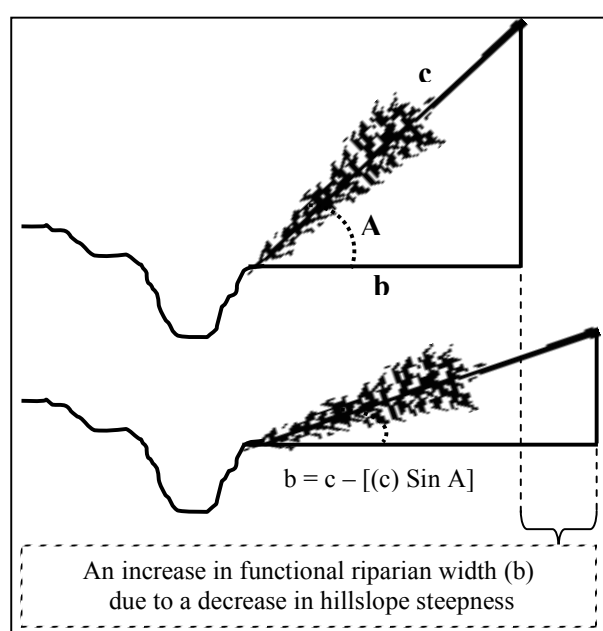 c
A
b
b = c – [(c) Sin A]
An increase in functional riparian width (b)
due to a decrease in hillslope steepness